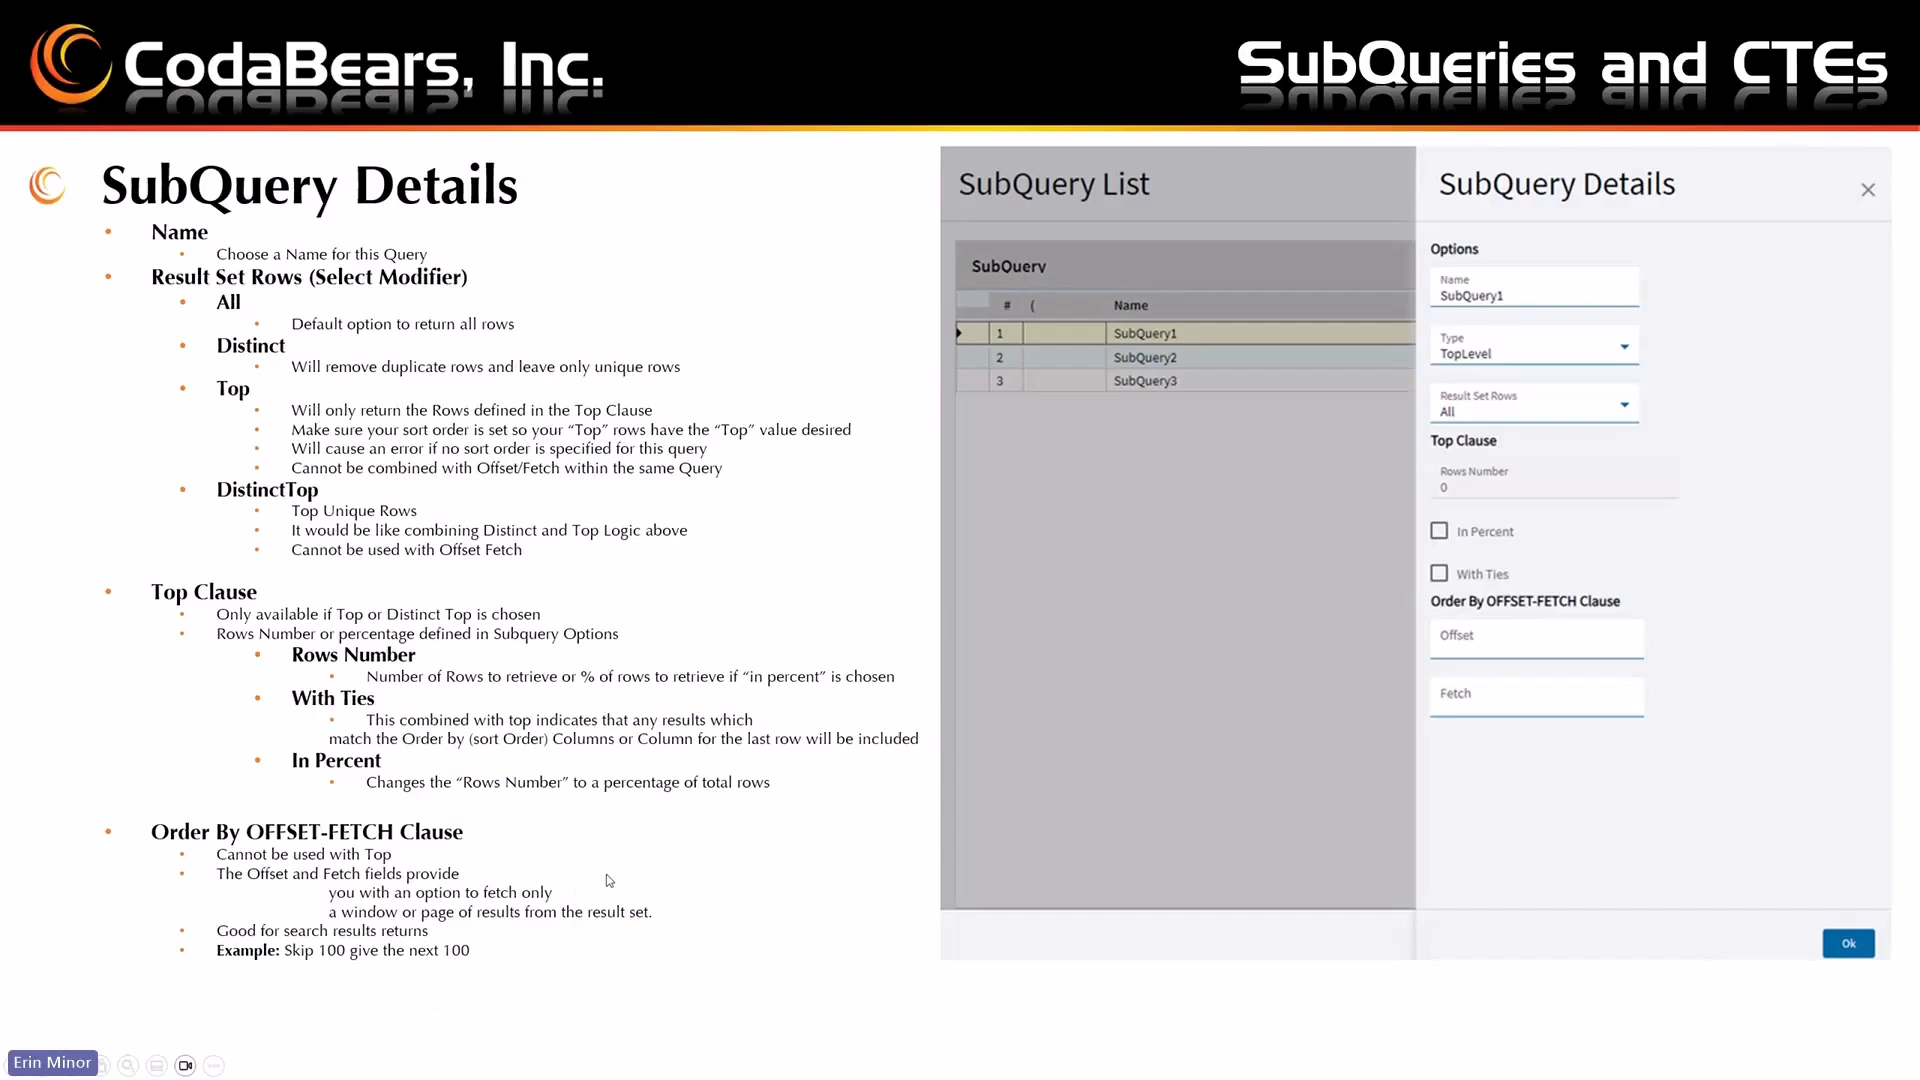 CodaBears, Inc.
SubQueries and CTEs
SubQuery Details
• Name
• Choose a Name for this Query
• Result Set Rows (Select Modifier)
• All
• Default option to return all rows
• Distinct
• Will remove duplicate rows and leave only unique rows
• Top
• Will only return the Rows defined in the Top Clause
• Make sure your sort order is set so your “Top” rows have the “Top” value desired
• Will cause an error if no sort order is specified for this query
• Cannot be combined with Offset/Fetch within the same Query
• DistinctTop
• Top Unique Rows
• It would be like combining Distinct and Top Logic above
• Cannot be used with Offset Fetch
• Top Clause
• Only available if Top or Distinct Top is chosen
• Rows Number or percentage defined in Subquery Options
• Rows Number
• Number of Rows to retrieve or % of rows to retrieve if “in percent” is chosen
• With Ties
• This combined with top indicates that any results which
match the Order by (sort Order) Columns or Column for the last row will be included
• In Percent
• Changes the “Rows Number” to a percentage of total rows
• Order By OFFSET-FETCH Clause
• Cannot be used with Top
• The Offset and Fetch fields provide
you with an option to fetch only
a window or page of results from the result set.
• Good for search results returns
• Example: Skip 100 give the next 100
SubQuery List
SubQuery
# ( Name
1 SubQuery1
2 SubQuery2
3 SubQuery3
SubQuery Details
Options
Name
SubQuery1
Type
TopLevel
Result Set Rows
All
Top Clause
Rows Number
0
In Percent
With Ties
Order By OFFSET-FETCH Clause
Offset
Fetch
Ok
Erin Minor